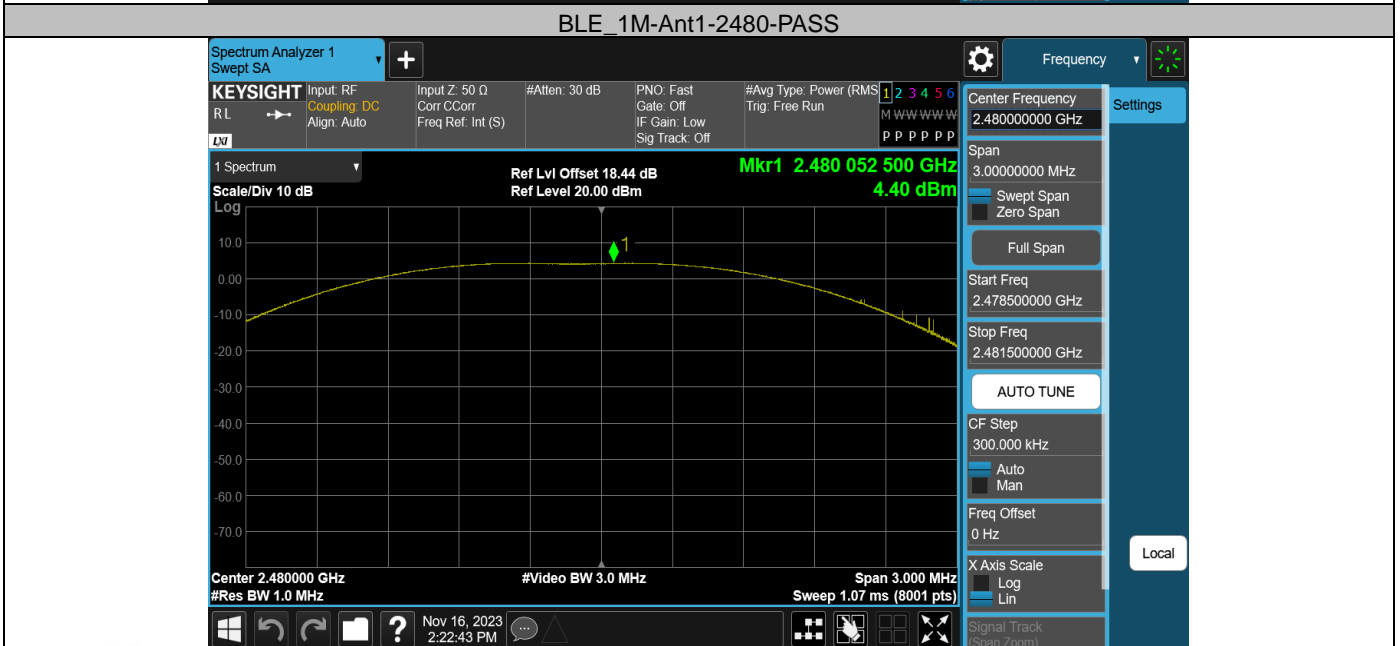 BLE_1M-Ant1-2480-PASS
Spectrum Analyzer 1
Swept SA
+
Frequency
KEYSIGHT
R L
LXI
Input: RF
Coupling: DC
Align: Auto
Input Z: 50 Ω
Corr CCorr
Freq Ref: Int (S)
#Atten: 30 dB
PNO: Fast
Gate: Off
IF Gain: Low
Sig Track: Off
#Avg Type: Power (RMS
Trig: Free Run
1 2 3 4 5 6
M W W W W W
P P P P P P
1 Spectrum
Scale/Div 10 dB
Log
Ref Lvl Offset 18.44 dB
Ref Level 20.00 dBm
Mkr1 2.480 052 500 GHz
4.40 dBm
1
10.0
0.00
-10.0
-20.0
-30.0
-40.0
-50.0
-60.0
-70.0
Center 2.480000 GHz
#Res BW 1.0 MHz
#Video BW 3.0 MHz
Span 3.000 MHz
Sweep 1.07 ms (8001 pts)
Center Frequency
2.480000000 GHz
Settings
Span
3.00000000 MHz
Swept Span
Zero Span
Full Span
Start Freq
2.478500000 GHz
Stop Freq
2.481500000 GHz
AUTO TUNE
CF Step
300.000 kHz
Auto
Man
Freq Offset
0 Hz
X Axis Scale
Log
Lin
Local
Signal Track
(Span Zoom)
?
Nov 16, 2023
2:22:43 PM